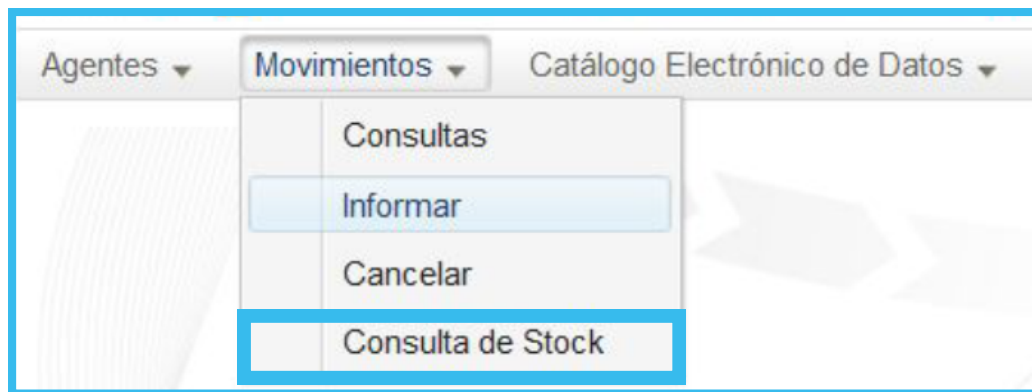 Agentes Movimientos Catálogo Electrónico de Datos
Consultas
Informar
Cancelar
Consulta de Stock